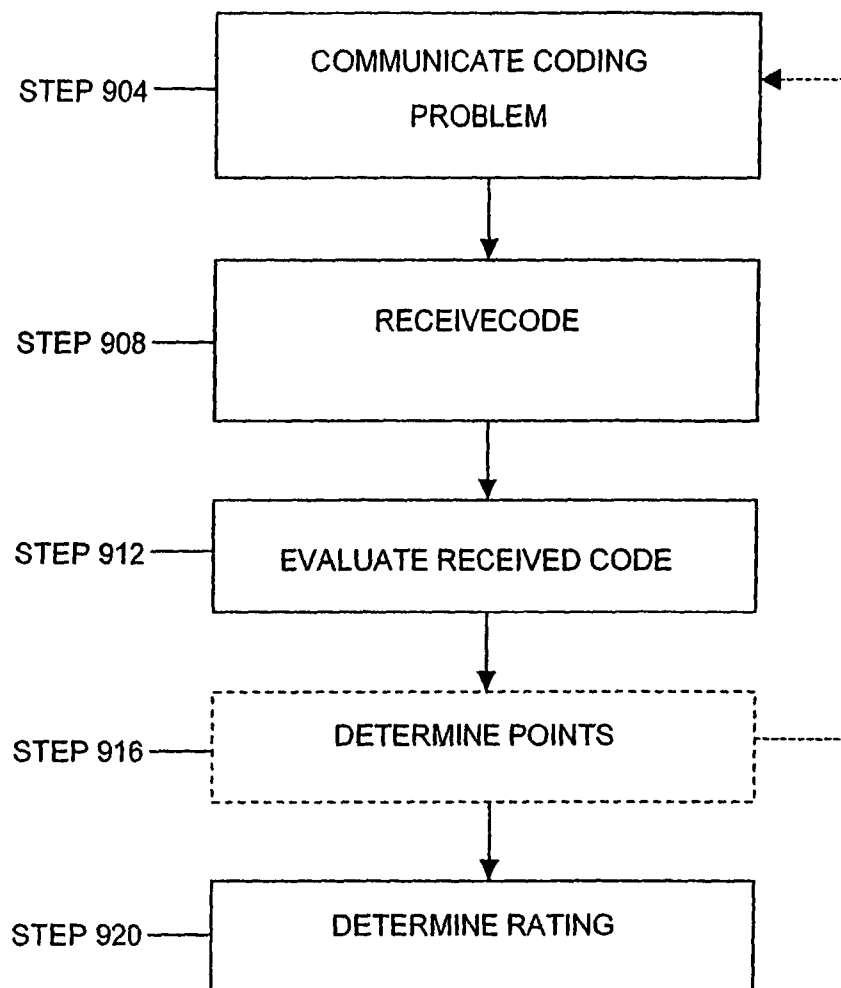 COMMUNICATE CODING
PROBLEM
STEP 904
RECEIVECODE
STEP 908
EVALUATE RECEIVED CODE
STEP 912
DETERMINE POINTS
STEP 916
DETERMINE RATING
STEP 920